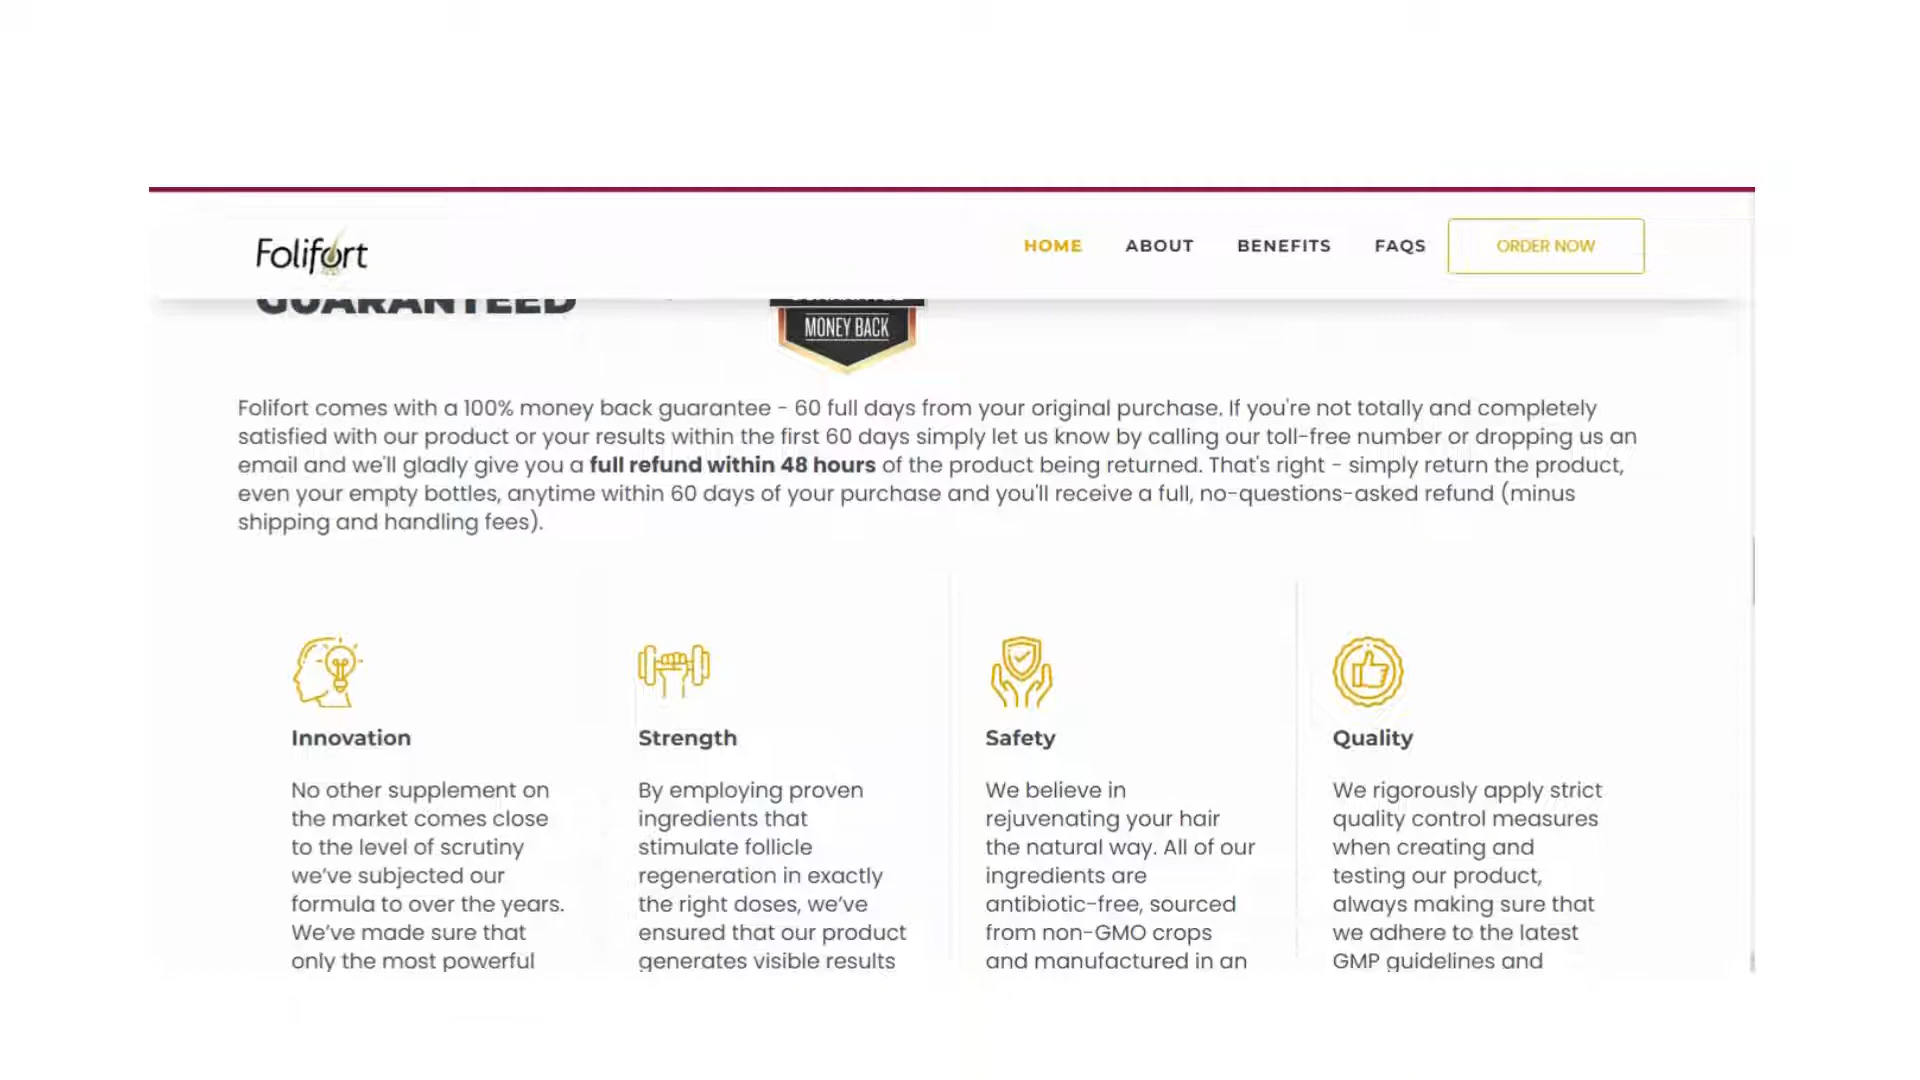 Folifort
HOME ABOUT BENEFITS FAQS ORDER NOW
GUARANTEED
MONEY BACK
Folifort comes with a 100% money back guarantee - 60 full days from your original purchase. If you're not totally and completely
satisfied with our product or your results within the first 60 days simply let us know by calling our toll-free number or dropping us an
email and we'll gladly give you a full refund within 48 hours of the product being returned. That's right - simply return the product,
even your empty bottles, anytime within 60 days of your purchase and you'll receive a full, no-questions-asked refund (minus
shipping and handling fees).
Innovation
No other supplement on
the market comes close
to the level of scrutiny
we’ve subjected our
formula to over the years.
We’ve made sure that
only the most powerful
Strength
By employing proven
ingredients that
stimulate follicle
regeneration in exactly
the right doses, we’ve
ensured that our product
generates visible results
Safety
We believe in
rejuvenating your hair
the natural way. All of our
ingredients are
antibiotic-free, sourced
from non-GMO crops
and manufactured in an
Quality
We rigorously apply strict
quality control measures
when creating and
testing our product,
always making sure that
we adhere to the latest
GMP guidelines and